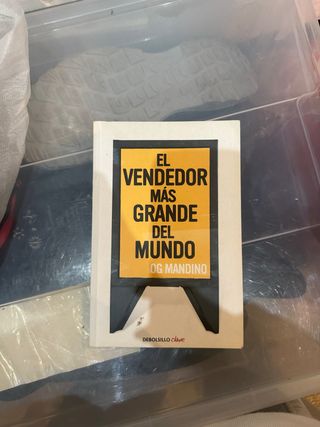 EL
VENDEDOR
MÁS
GRANDE
DEL
MUNDO
OG MANDINO
DEBOLSILLO clave